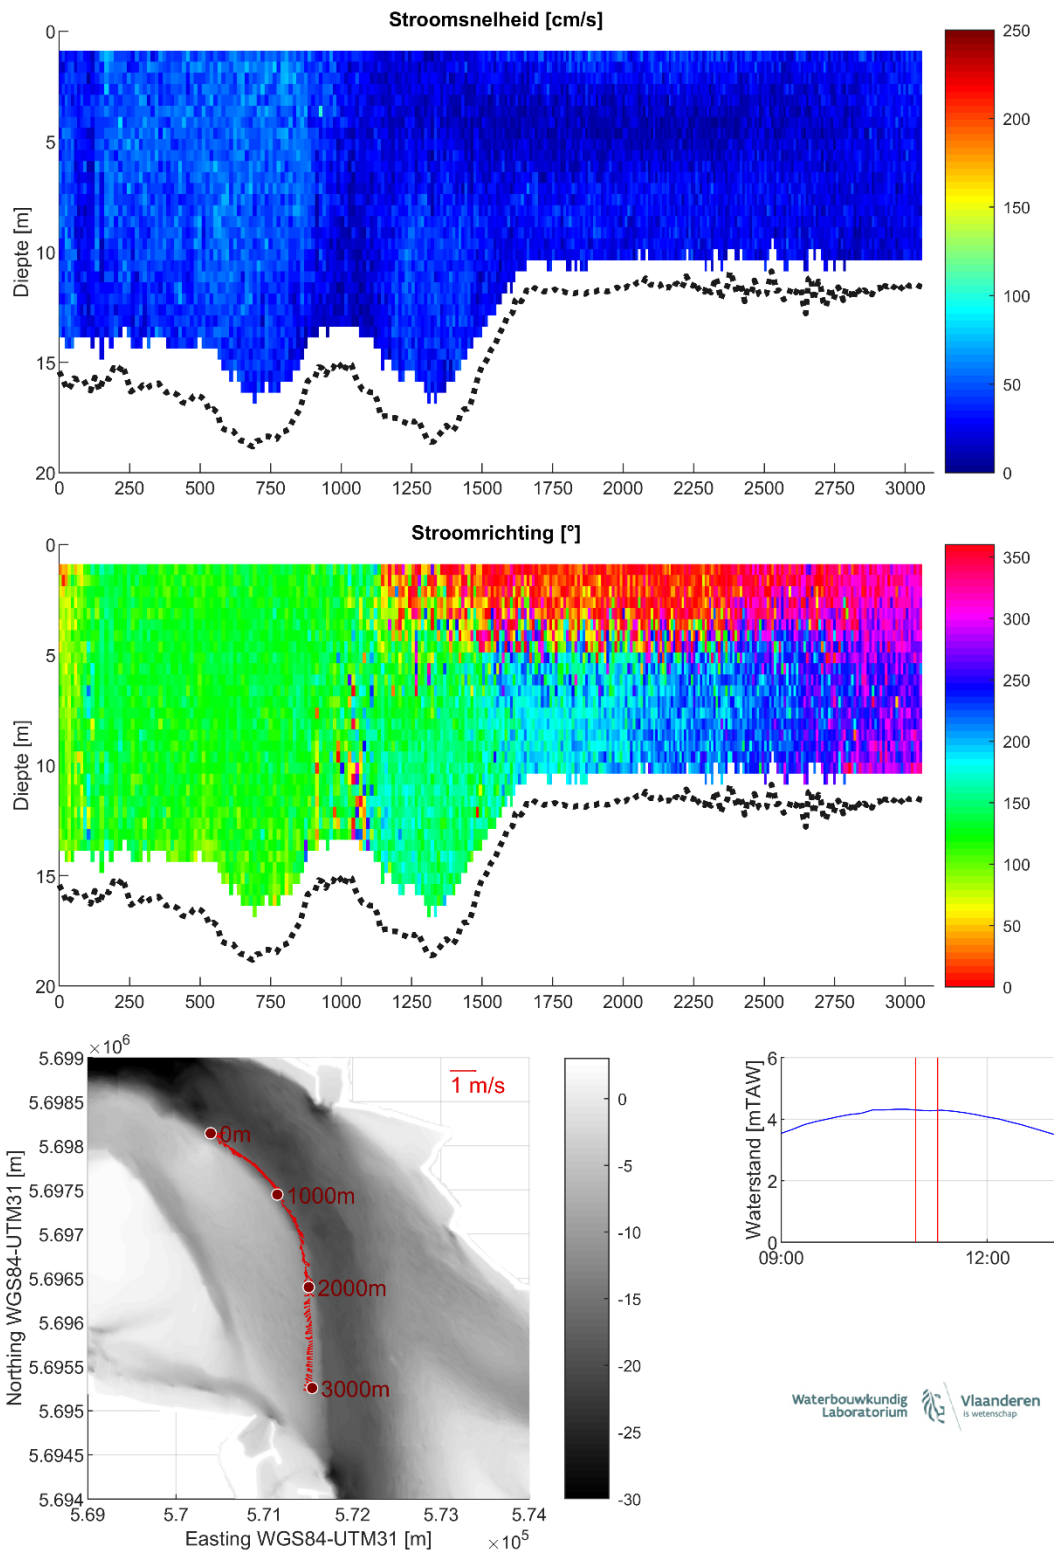 Stroomsnelheid [cm/s]
Diepte [m]
0
5
10
15
20
0 250 500 750 1000 1250 1500 1750 2000 2250 2500 2750 3000
250
200
150
100
50
0
Stroomrichting [°]
Diepte [m]
0
5
10
15
20
0 250 500 750 1000 1250 1500 1750 2000 2250 2500 2750 3000
350
300
250
200
150
100
50
0
×10⁶
Northing WGS84-UTM31 [m]
5.699
5.6985
5.698
5.6975
5.697
5.6965
5.696
5.6955
5.695
5.6945
5.694
5.69 5.7 5.71 5.72 5.73 5.74
Easting WGS84-UTM31 [m]
×10⁵
1 m/s
0m
1000m
2000m
3000m
0
-5
-10
-15
-20
-25
-30
Waterstand [mTAW]
6
4
2
0
09:00 12:00
Waterbouwkundig
Laboratorium
Vlaanderen
is wetenschap